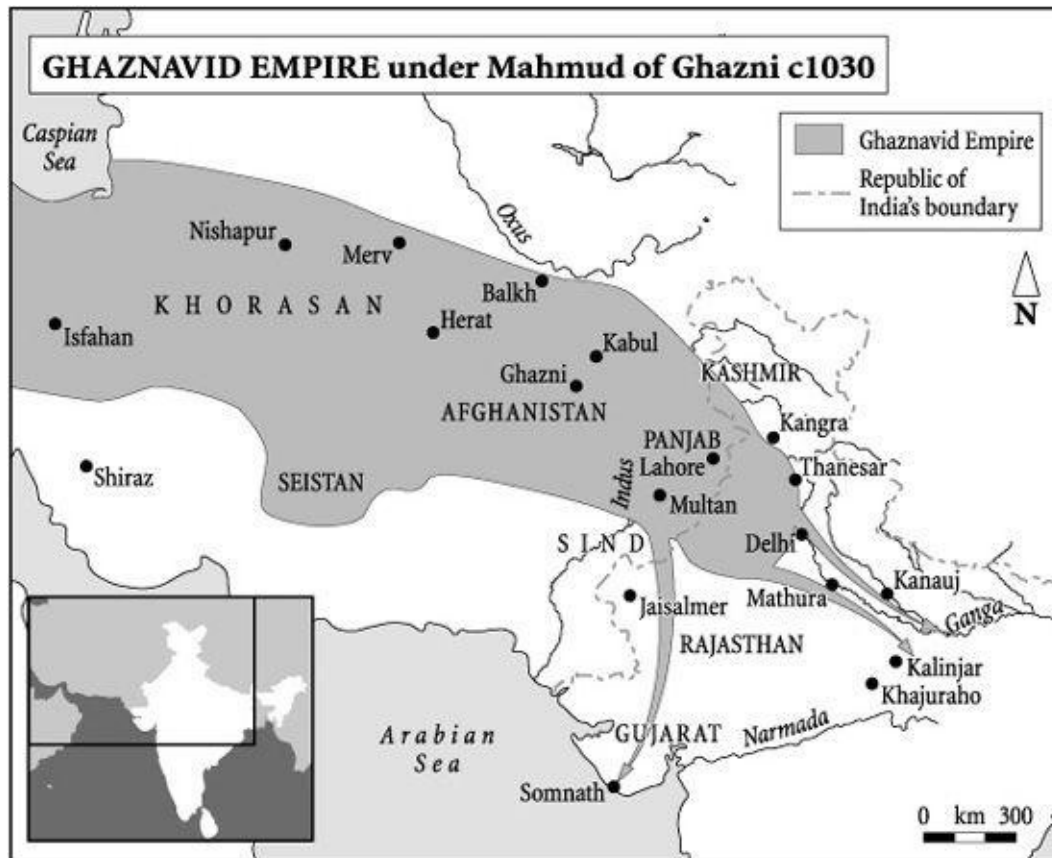 GHAZNAVID EMPIRE under Mahmud of Ghazni c1030
Caspian
Sea
Ghaznavid Empire
Republic of
India's boundary
Oxus
Nishapur
Merv
N
KHORASAN
Balkh
Isfahan
Herat
Kabul
Ghazni
KASHMIR
AFGHANISTAN
Kangra
PANJAB
Shiraz
SEISTAN
Indus
Lahore
Thanesar
Multan
SIND
Delhi
Jaisalmer
Mathura
Kanauj
Ganga
RAJASTHAN
Kalinjar
Khajuraho
Arabian
Sea
GUJARAT
Narmada
Somnath
0 km 300